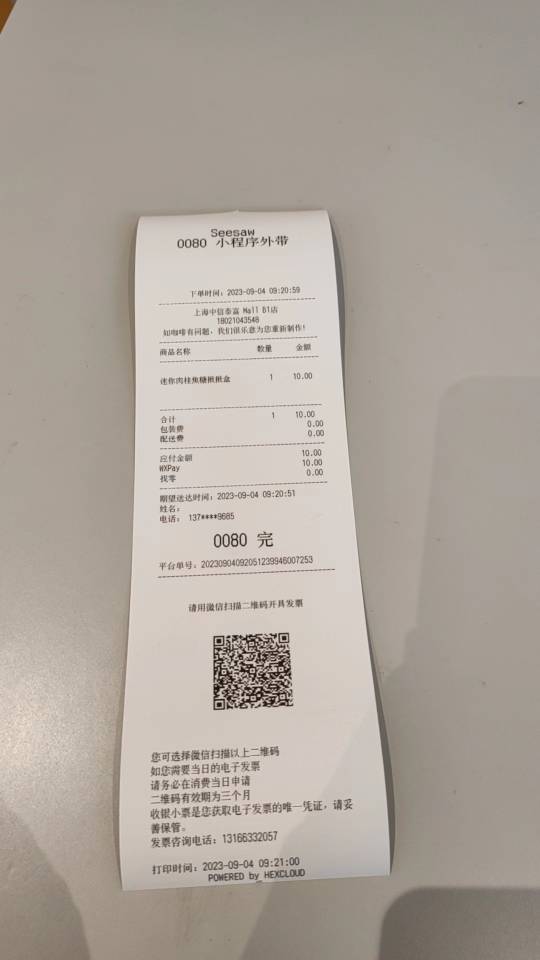 Seesaw
0080 小程序外带
下单时间：2023-09-04 09:20:59
上海中信泰富 Mall B1店
18021043548
如咖啡有问题，我们很乐意为您重新制作！
商品名称 数量 金额
迷你肉桂焦糖揪揪盒 1 10.00
合计 1 10.00
包装费 0.00
配送费 0.00
应付金额 10.00
WXPay 10.00
找零 0.00
期望送达时间：2023-09-04 09:20:51
姓名：
电话： 137****9685
0080 完
平台单号：20230904092051239946007253
请用微信扫描二维码开具发票
您可选择微信扫描以上二维码
如您需要当日的电子发票
请务必在消费当日申请
二维码有效期为三个月
收银小票是您获取电子发票的唯一凭证，请妥
善保管。
发票咨询电话：13166332057
打印时间：2023-09-04 09:21:00
POWERED by HEXCLOUD